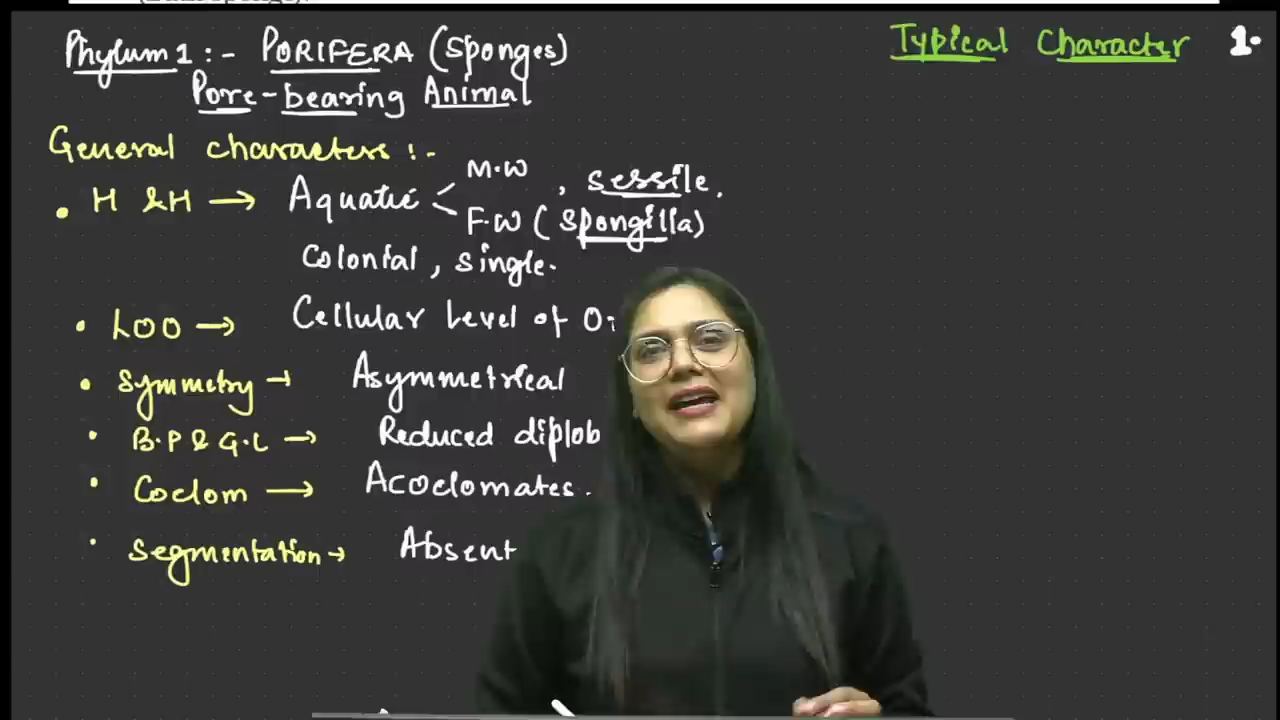 Phylum 1 :- PORIFERA (Sponges)
Pore-bearing Animal
General characters :-
• H & H → Aquatic < M.W , sessile.
F.W (Spongilla)
Colonial, single.
• LOO → Cellular Level of
• Symmetry → Asymmetrical
• B.P & G.L → Reduced
• Coelom → Acoelomates.
• Segmentation → Absent
Typical Character 1.